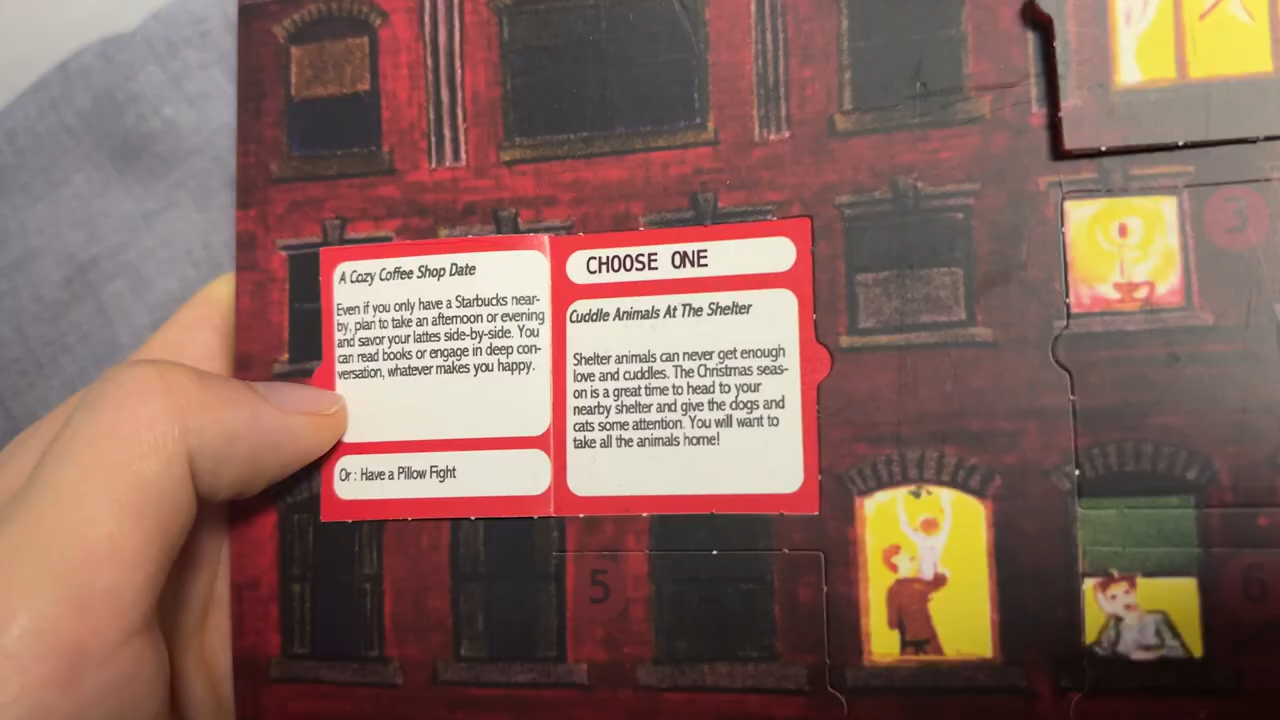 A Cozy Coffee Shop Date
Even if you only have a Starbucks near-
by, plan to take an afternoon or evening
and savor your lattes side-by-side. You
can read books or engage in deep con-
versation, whatever makes you happy.
Or : Have a Pillow Fight
CHOOSE ONE
Cuddle Animals At The Shelter
Shelter animals can never get enough
love and cuddles. The Christmas seas-
on is a great time to head to your
nearby shelter and give the dogs and
cats some attention. You will want to
take all the animals home!
3
5
6